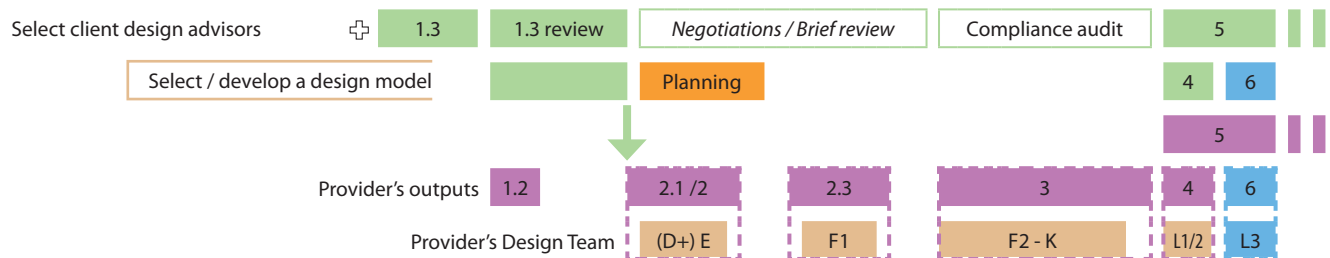 Select client design advisors 1.3 1.3 review Negotiations / Brief review Compliance audit 5
Select / develop a design model Planning 4 6
5
Provider's outputs 1.2 2.1 /2 2.3 3 4 6
Provider's Design Team (D+) E F1 F2 - K L1/2 L3